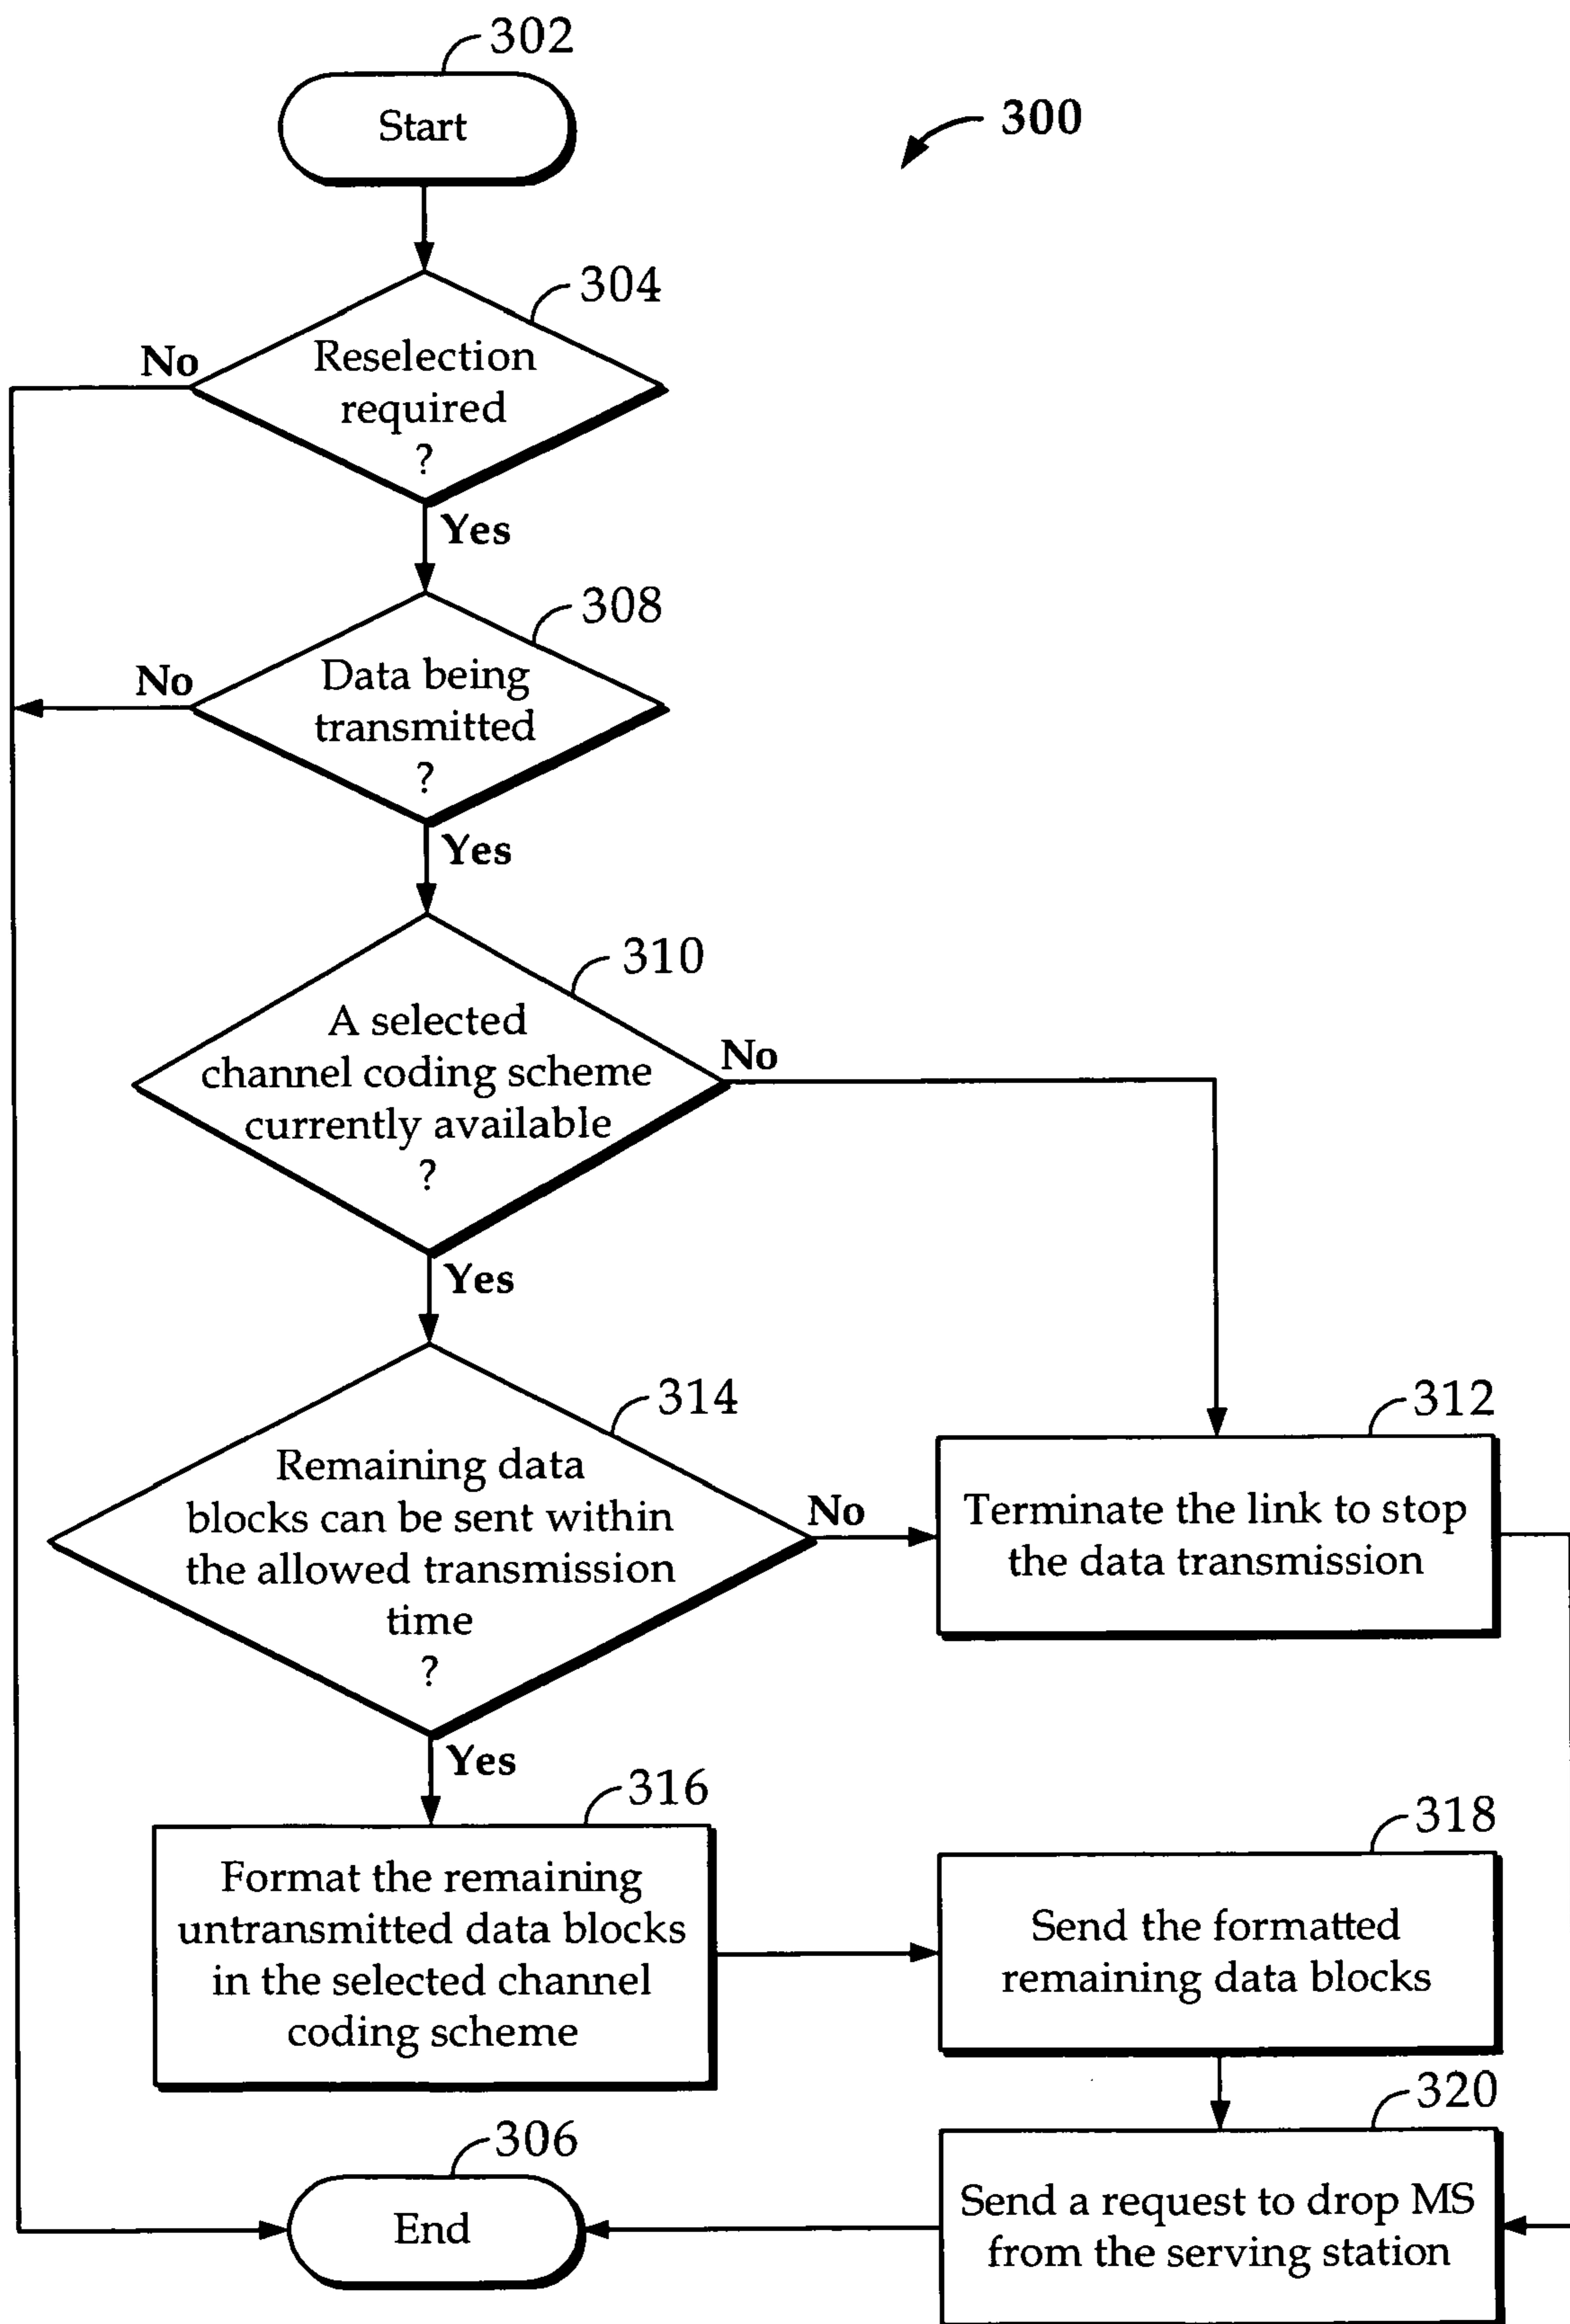 302
Start
300
304
No
Reselection
required
?
Yes
308
No
Data being
transmitted
?
Yes
310
A selected
channel coding scheme
currently available
?
No
Yes
314
Remaining data
blocks can be sent within
the allowed transmission
time
?
No
312
Terminate the link to stop
the data transmission
Yes
316
Format the remaining
untransmitted data blocks
in the selected channel
coding scheme
318
Send the formatted
remaining data blocks
320
Send a request to drop MS
from the serving station
306
End